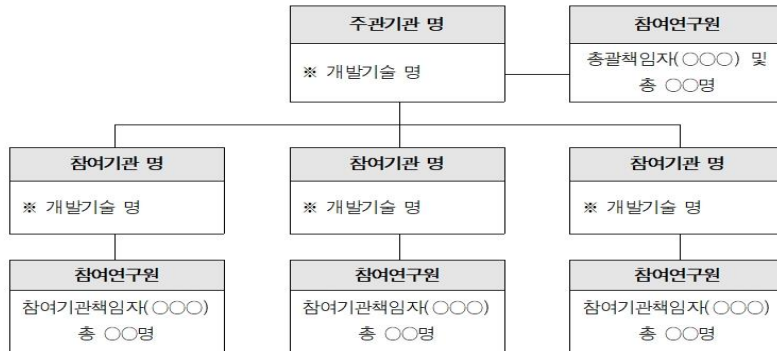 주관기관 명
※ 개발기술 명
참여연구원
총괄책임자(○○○) 및
총 ○○명
참여기관 명
※ 개발기술 명
참여기관 명
※ 개발기술 명
참여기관 명
※ 개발기술 명
참여연구원
참여기관책임자(○○○)
총 ○○명
참여연구원
참여기관책임자(○○○)
총 ○○명
참여연구원
참여기관책임자(○○○)
총 ○○명